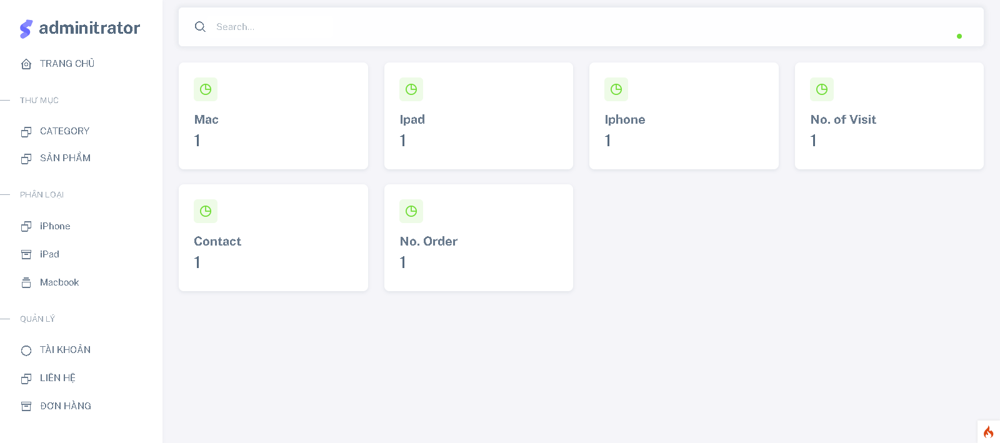 adminitrator
TRANG CHỦ
THƯ MỤC
CATEGORY
SẢN PHẨM
PHÂN LOẠI
iPhone
iPad
Macbook
QUẢN LÝ
TÀI KHOẢN
LIÊN HỆ
ĐƠN HÀNG
Search...
Mac
1
Ipad
1
Iphone
1
No. of Visit
1
Contact
1
No. Order
1